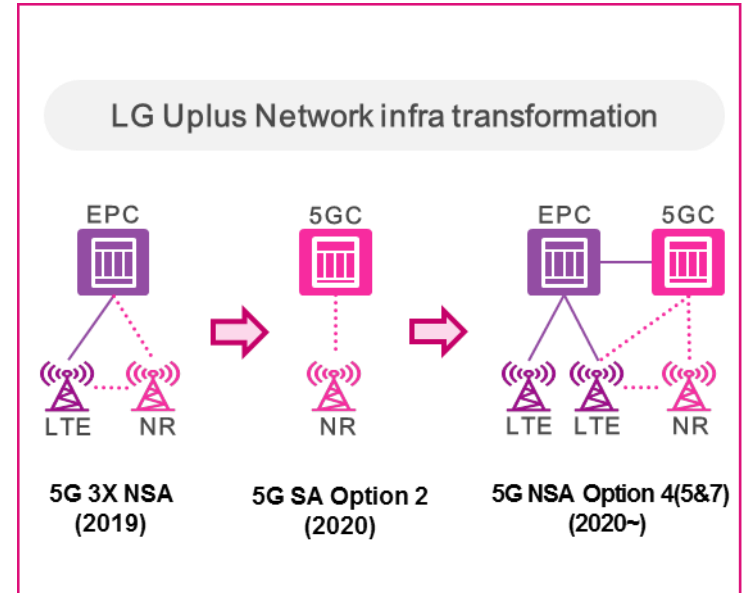 LG Uplus Network infra transformation
EPC
5GC
EPC
5GC
LTE
NR
NR
LTE
LTE
NR
5G 3X NSA
(2019)
5G SA Option 2
(2020)
5G NSA Option 4(5&7)
(2020~)